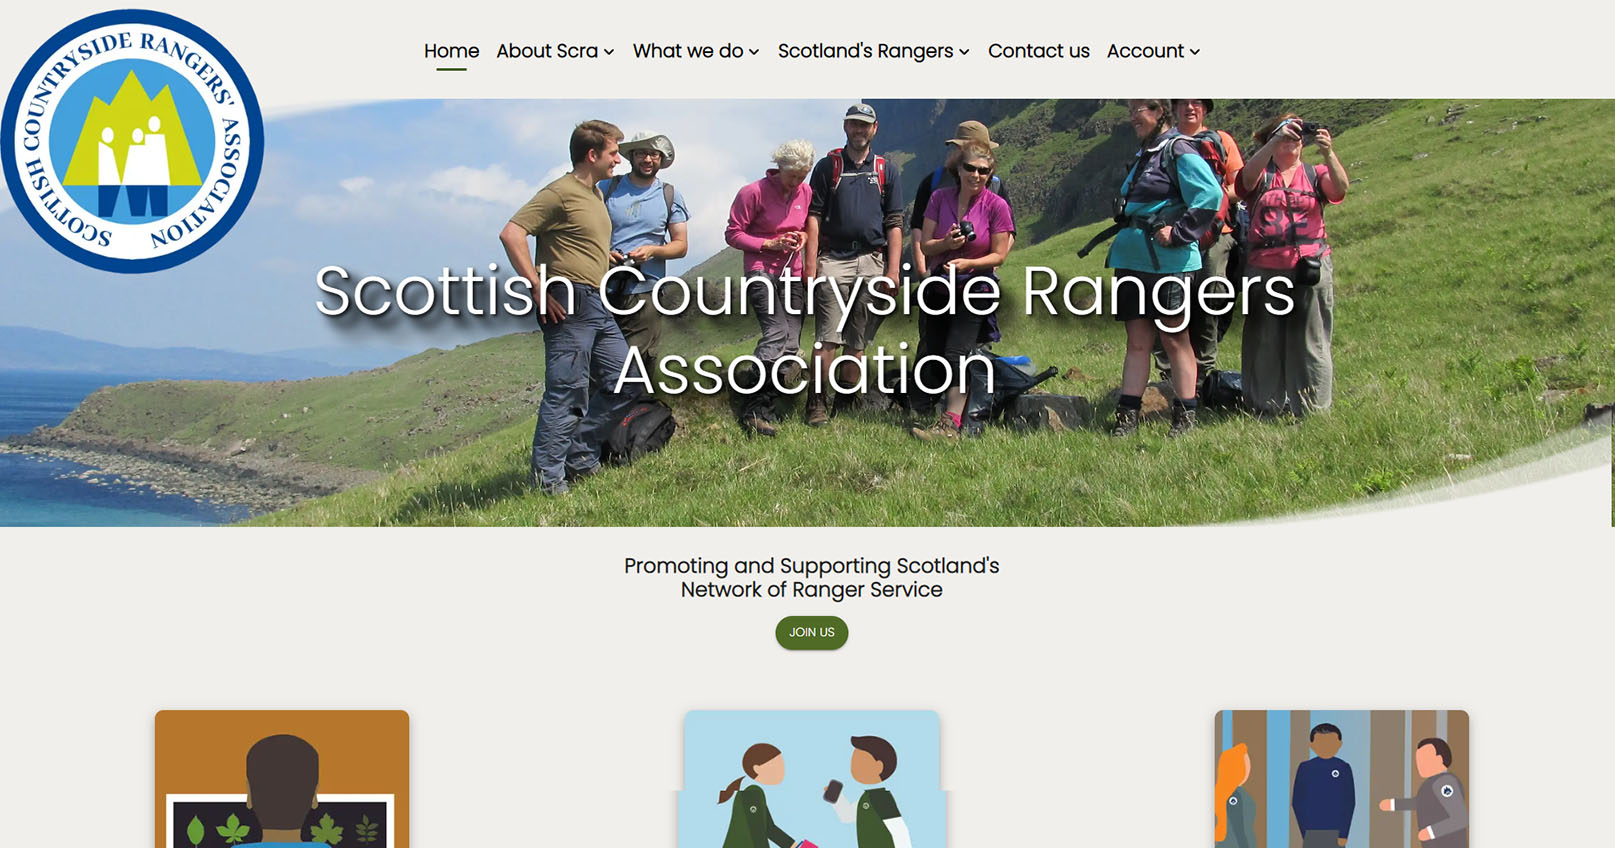 SCOTTISH COUNTRYSIDE RANGERS' ASSOCIATION
Home About Scra What we do Scotland's Rangers Contact us Account
Scottish Countryside Rangers
Association
Promoting and Supporting Scotland's
Network of Ranger Service
JOIN US